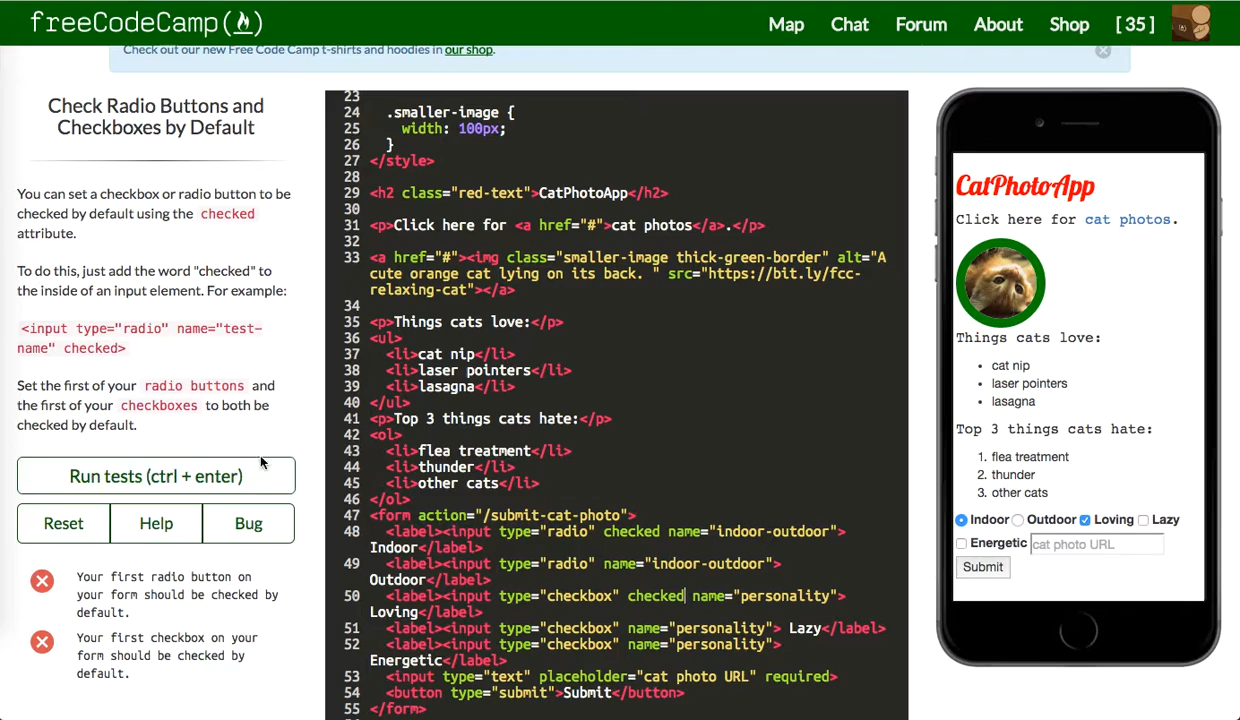 freeCodeCamp
Map Chat Forum About Shop [ 35 ]
Check out our new Free Code Camp t-shirts and hoodies in our shop.
Check Radio Buttons and
Checkboxes by Default
You can set a checkbox or radio button to be
checked by default using the checked
attribute.
To do this, just add the word "checked" to
the inside of an input element. For example:
<input type="radio" name="test-
name" checked>
Set the first of your radio buttons and
the first of your checkboxes to both be
checked by default.
Run tests (ctrl + enter)
Reset Help Bug
Your first radio button on
your form should be checked by
default.
Your first checkbox on your
form should be checked by
default.
23
24 .smaller-image {
25 width: 100px;
26 }
27 </style>
28
29 <h2 class="red-text">CatPhotoApp</h2>
30
31 <p>Click here for <a href="#">cat photos</a>.</p>
32
33 <a href="#"><img class="smaller-image thick-green-border" alt="A
cute orange cat lying on its back. " src="https://bit.ly/fcc-
relaxing-cat"></a>
34
35 <p>Things cats love:</p>
36 <ul>
37 <li>cat nip</li>
38 <li>laser pointers</li>
39 <li>lasagna</li>
40 </ul>
41 <p>Top 3 things cats hate:</p>
42 <ol>
43 <li>flea treatment</li>
44 <li>thunder</li>
45 <li>other cats</li>
46 </ol>
47 <form action="/submit-cat-photo">
48 <label><input type="radio" checked name="indoor-outdoor">
Indoor</label>
49 <label><input type="radio" name="indoor-outdoor">
Outdoor</label>
50 <label><input type="checkbox" checked name="personality">
Loving</label>
51 <label><input type="checkbox" name="personality"> Lazy</label>
52 <label><input type="checkbox" name="personality">
Energetic</label>
53 <input type="text" placeholder="cat photo URL" required>
54 <button type="submit">Submit</button>
55 </form>
CatPhotoApp
Click here for cat photos.
Things cats love:
cat nip
laser pointers
lasagna
Top 3 things cats hate:
1. flea treatment
2. thunder
3. other cats
Indoor Outdoor Loving Lazy
Energetic cat photo URL
Submit